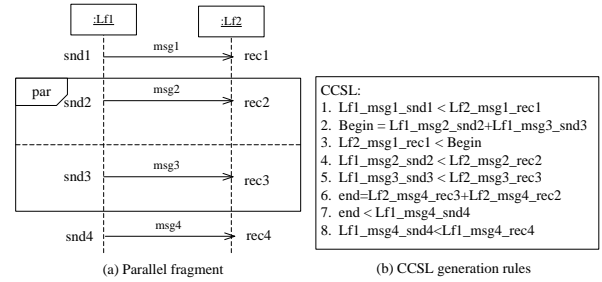 :Lf1 :Lf2
snd1 msg1 rec1
par
snd2 msg2 rec2
snd3 msg3 rec3
snd4 msg4 rec4
(a) Parallel fragment
CCSL:
1. Lf1_msg1_snd1 < Lf2_msg1_rec1
2. Begin = Lf1_msg2_snd2+Lf1_msg3_snd3
3. Lf2_msg1_rec1 < Begin
4. Lf1_msg2_snd2 < Lf2_msg2_rec2
5. Lf1_msg3_snd3 < Lf2_msg3_rec3
6. end=Lf2_msg4_rec3+Lf2_msg4_rec2
7. end < Lf1_msg4_snd4
8. Lf1_msg4_snd4<Lf1_msg4_rec4
(b) CCSL generation rules